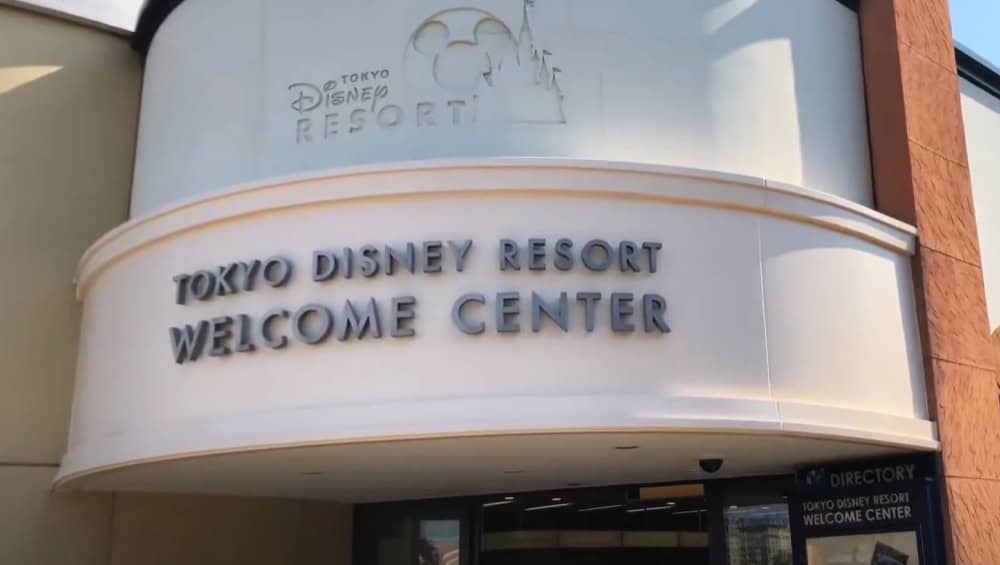 TOKYO
Disney
RESORT
TOKYO DISNEY RESORT
WELCOME CENTER
DIRECTORY
TOKYO DISNEY RESORT
WELCOME CENTER